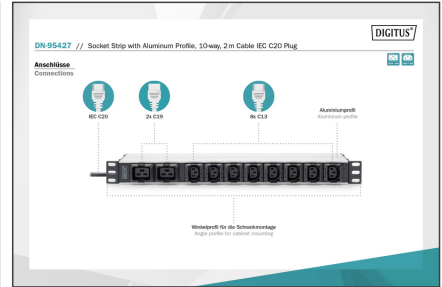 DIGITUS®
DN-95427 // Socket Strip with Aluminum Profile, 10-way, 2 m Cable IEC C20 Plug
Anschlüsse
Connections
IEC C20
2x C19
8x C13
Aluminiumprofil
Aluminum profile
Winkelprofil für die Schrankmontage
Angle profile for cabinet mounting